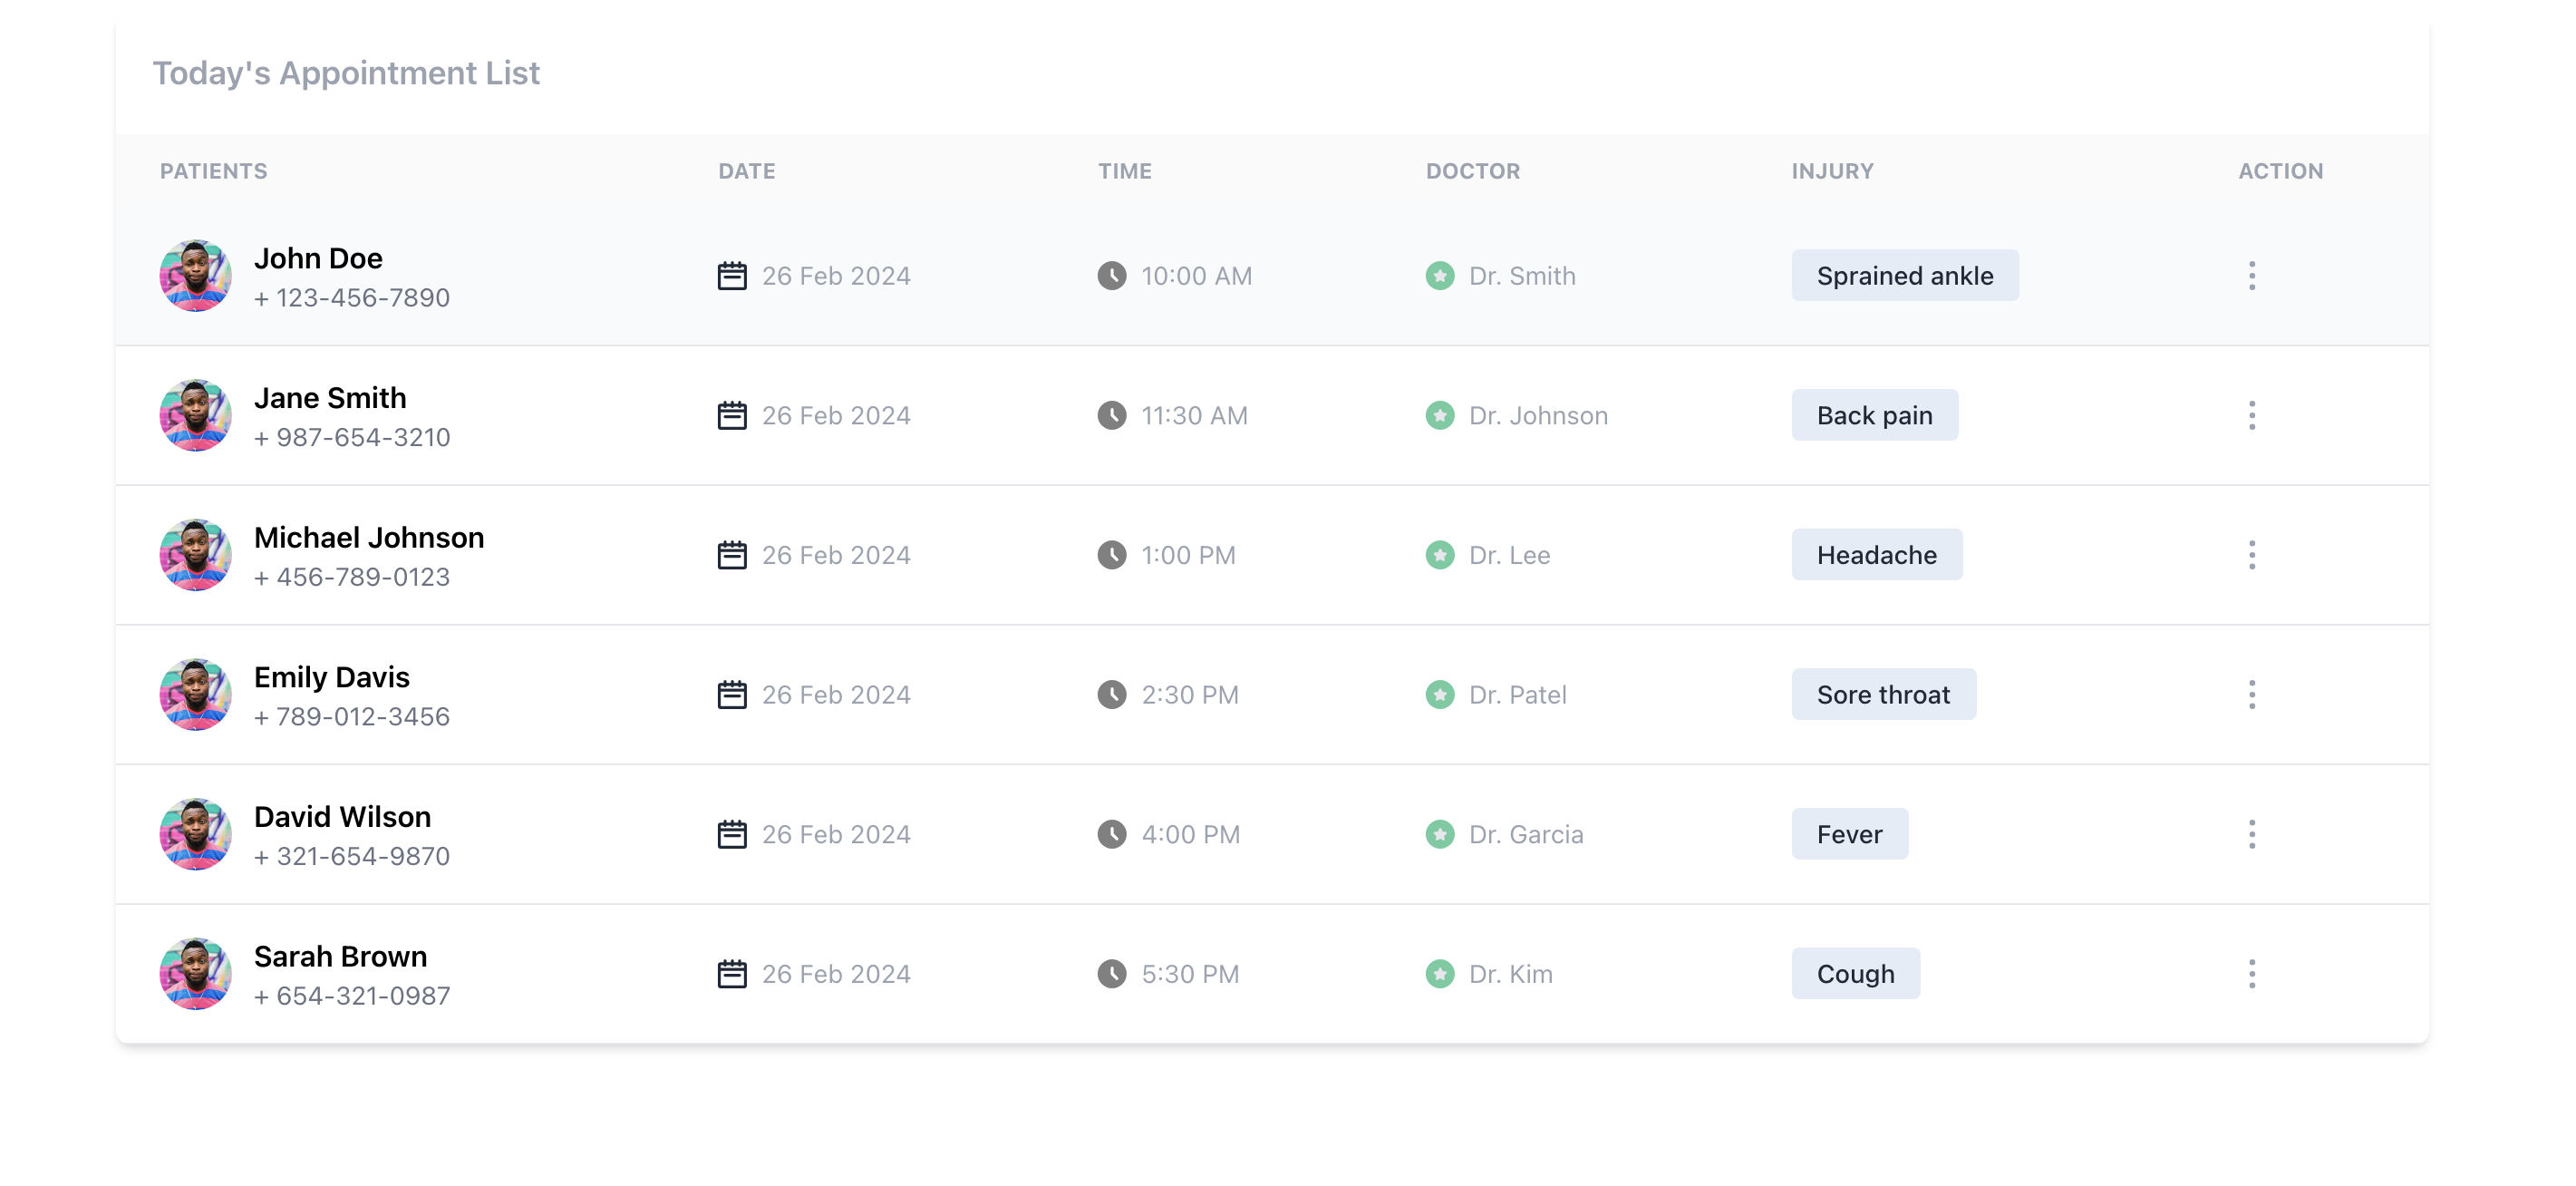 Today's Appointment List
PATIENTS DATE TIME DOCTOR INJURY ACTION
John Doe
+ 123-456-7890
26 Feb 2024 10:00 AM Dr. Smith Sprained ankle
Jane Smith
+ 987-654-3210
26 Feb 2024 11:30 AM Dr. Johnson Back pain
Michael Johnson
+ 456-789-0123
26 Feb 2024 1:00 PM Dr. Lee Headache
Emily Davis
+ 789-012-3456
26 Feb 2024 2:30 PM Dr. Patel Sore throat
David Wilson
+ 321-654-9870
26 Feb 2024 4:00 PM Dr. Garcia Fever
Sarah Brown
+ 654-321-0987
26 Feb 2024 5:30 PM Dr. Kim Cough